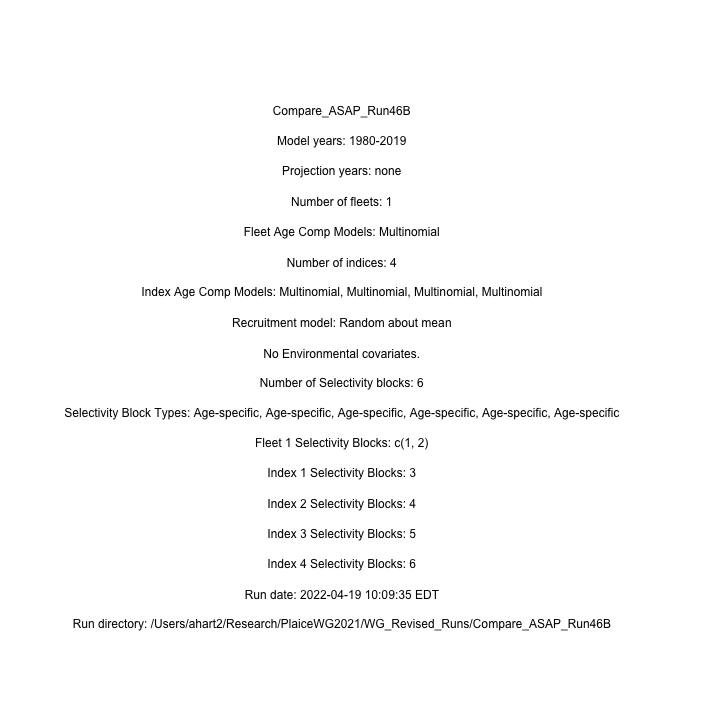 Compare_ASAP_Run46B
Model years: 1980-2019
Projection years: none
Number of fleets: 1
Fleet Age Comp Models: Multinomial
Number of indices: 4
Index Age Comp Models: Multinomial, Multinomial, Multinomial, Multinomial
Recruitment model: Random about mean
No Environmental covariates.
Number of Selectivity blocks: 6
Selectivity Block Types: Age-specific, Age-specific, Age-specific, Age-specific, Age-specific, Age-specific
Fleet 1 Selectivity Blocks: c(1, 2)
Index 1 Selectivity Blocks: 3
Index 2 Selectivity Blocks: 4
Index 3 Selectivity Blocks: 5
Index 4 Selectivity Blocks: 6
Run date: 2022-04-19 10:09:35 EDT
Run directory: /Users/ahart2/Research/PlaiceWG2021/WG_Revised_Runs/Compare_ASAP_Run46B